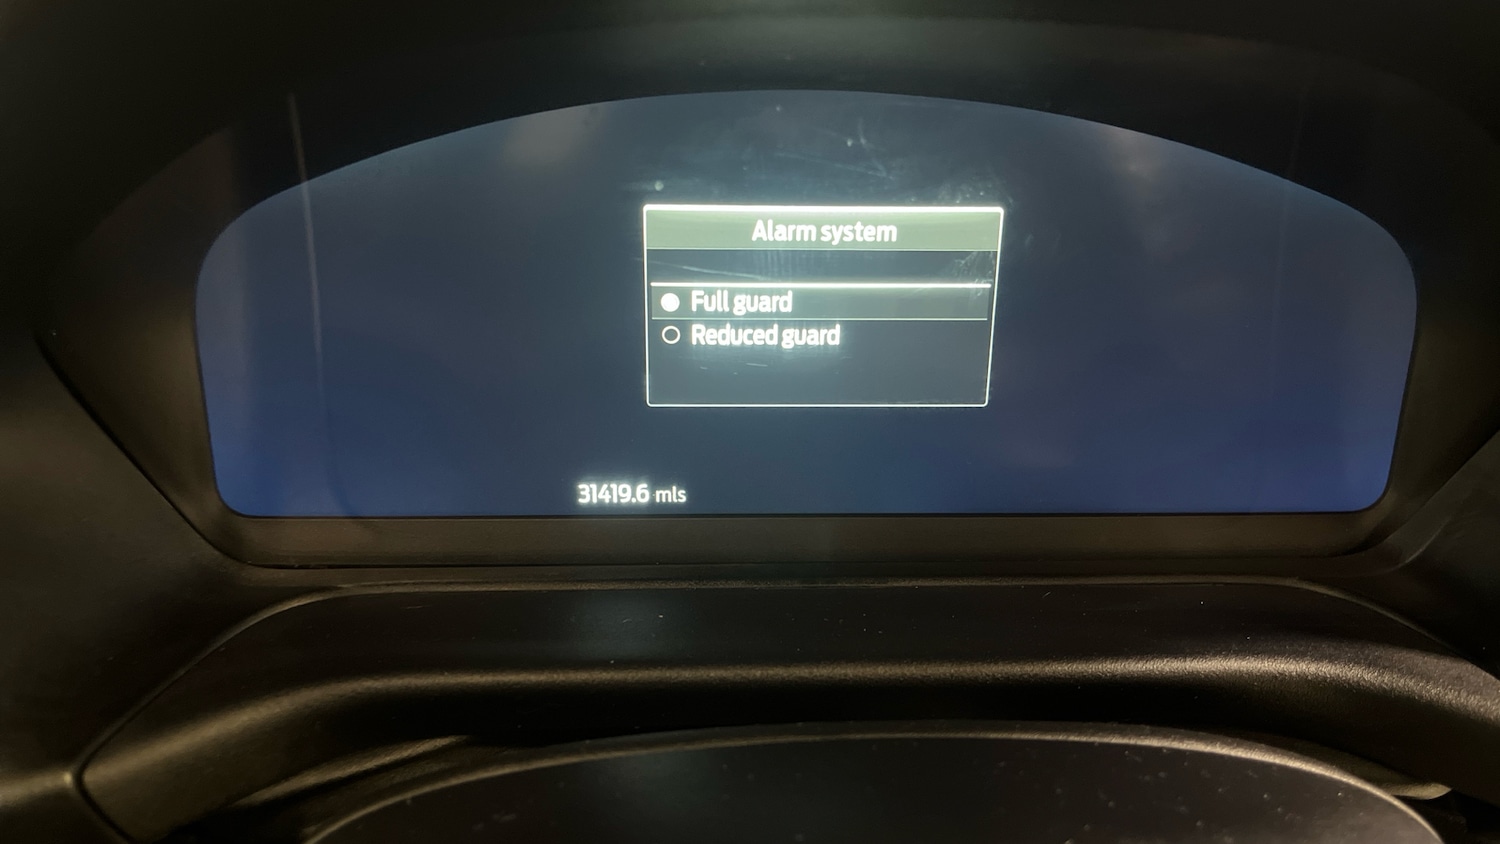 Alarm system
Full guard
Reduced guard
31419.6 mls